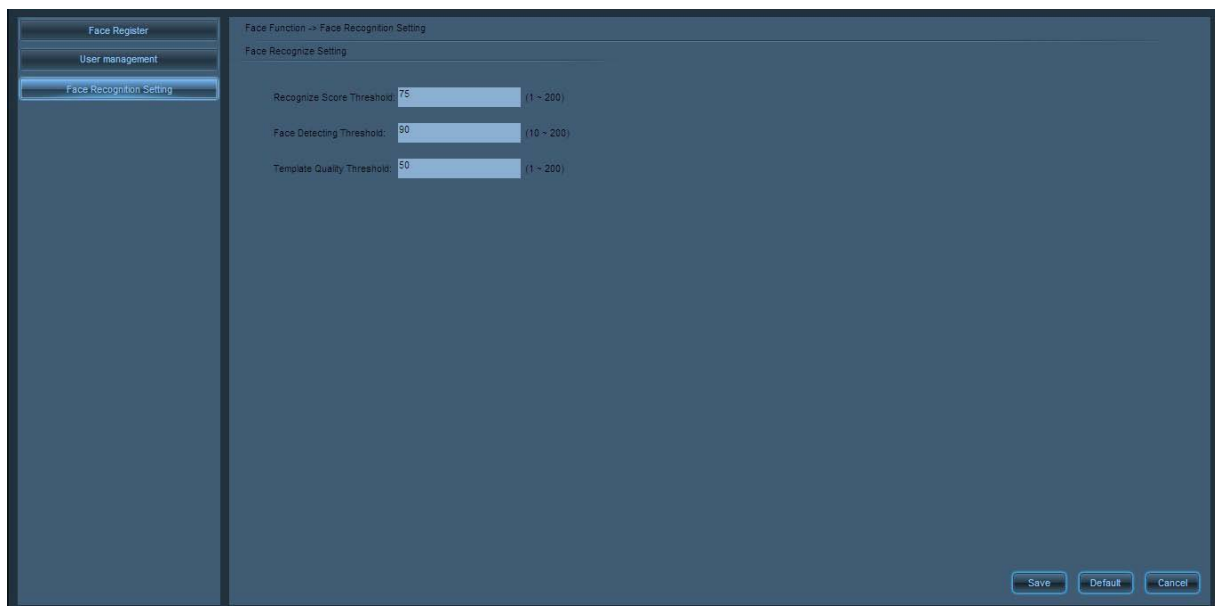 Face Register
User management
Face Recognition Setting
Face Function -> Face Recognition Setting
Face Recognize Setting
Recognize Score Threshold: 75 (1 ~ 200)
Face Detecting Threshold: 90 (10 ~ 200)
Template Quality Threshold: 50 (1 ~ 200)
Save Default Cancel